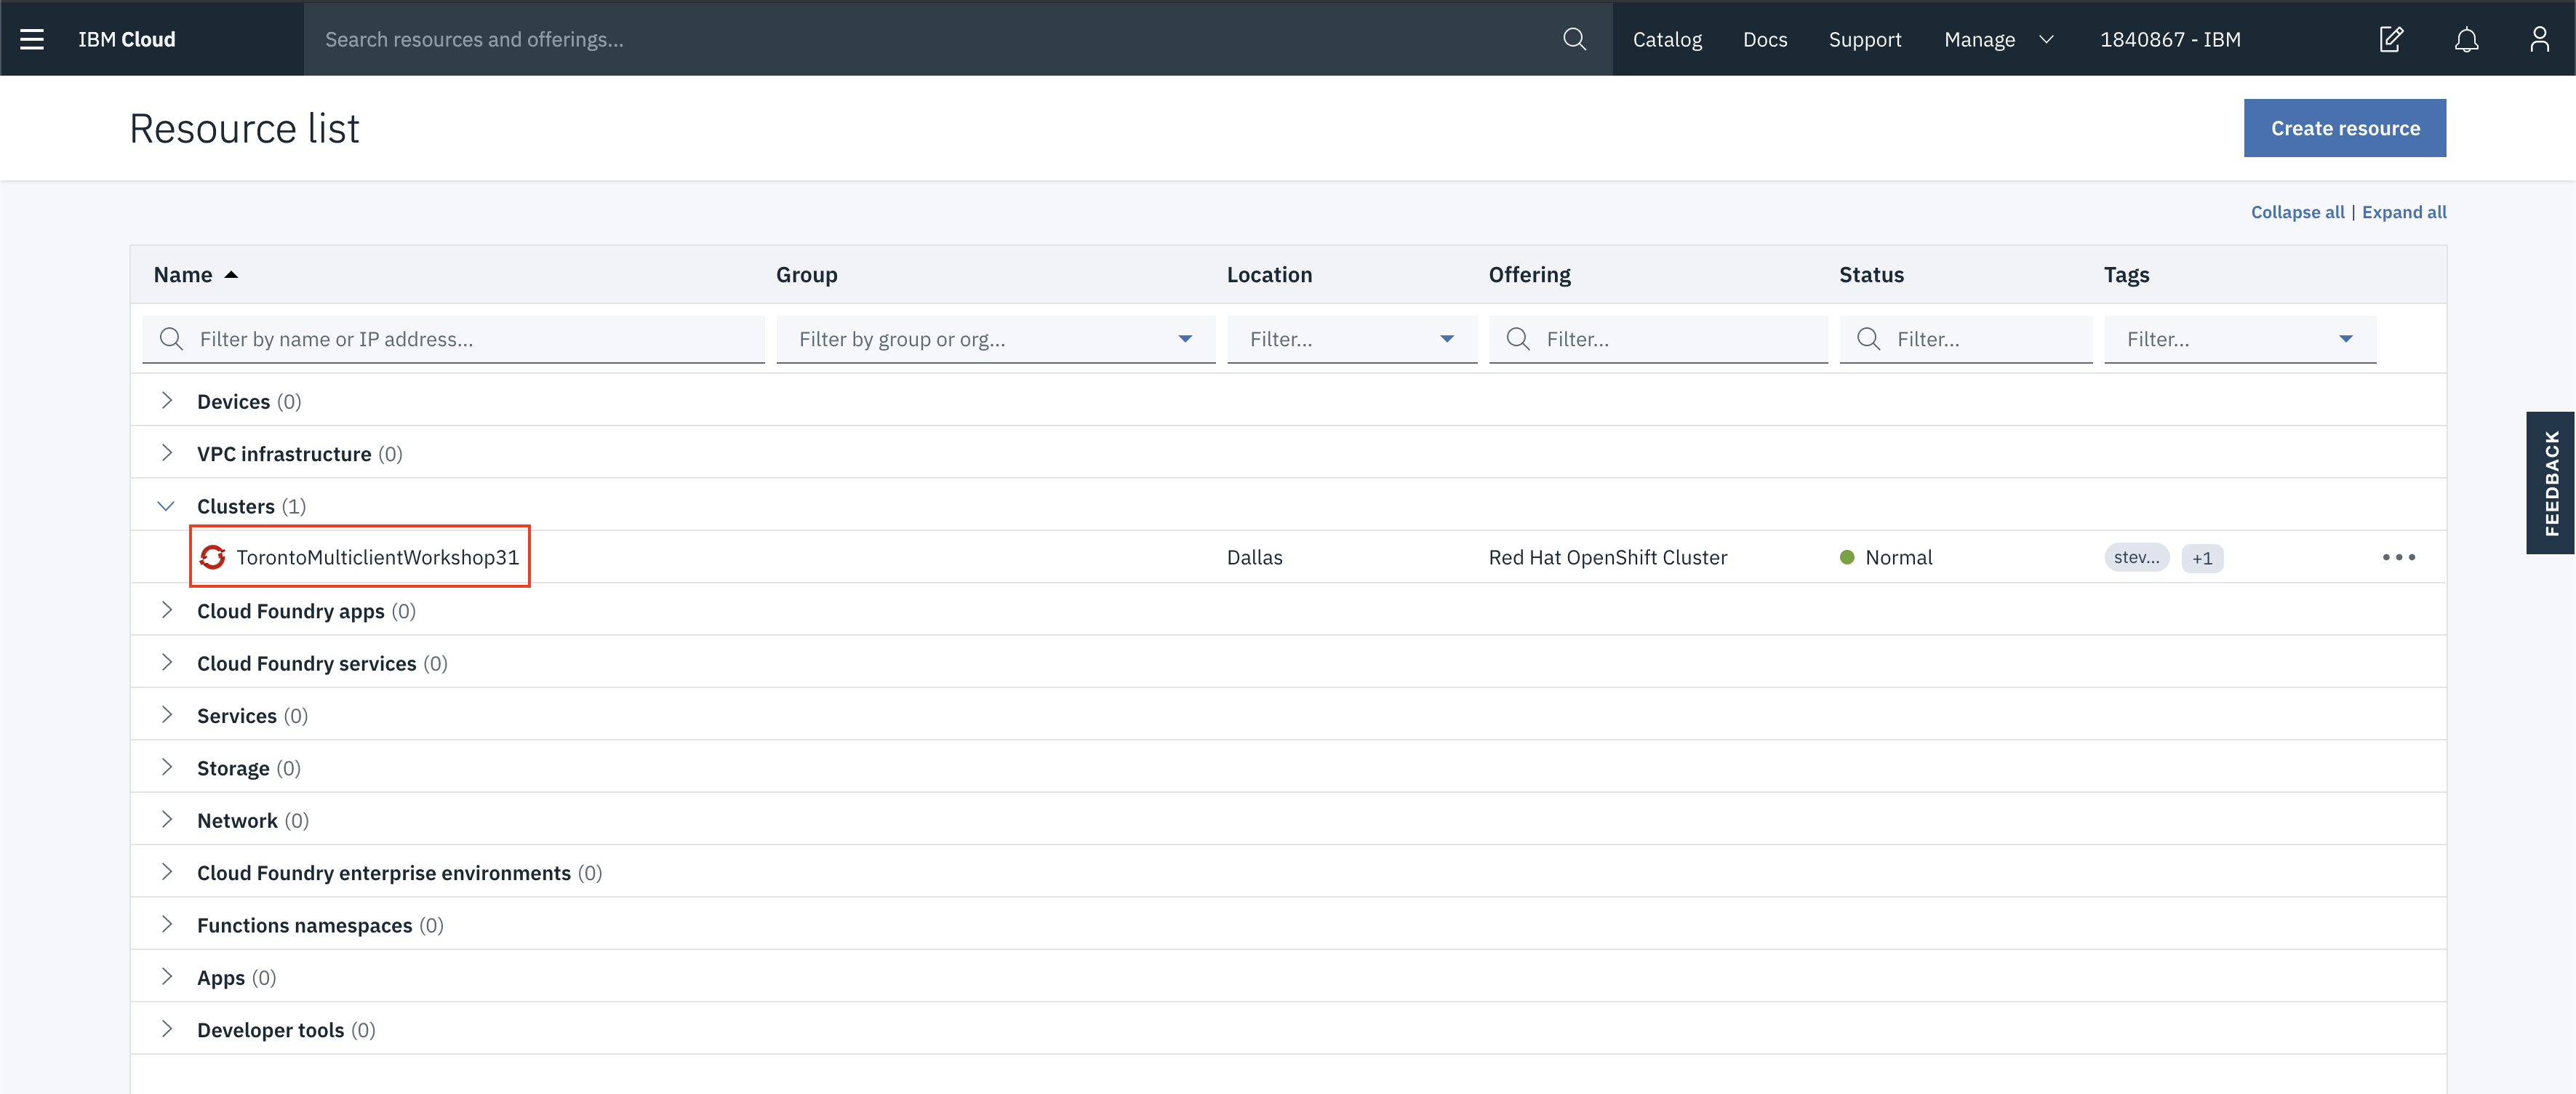 IBM Cloud Search resources and offerings... Catalog Docs Support Manage 1840867 - IBM
Resource list Create resource
Collapse all | Expand all
Name Group Location Offering Status Tags
Filter by name or IP address... Filter by group or org... Filter... Filter... Filter... Filter...
Devices (0)
VPC infrastructure (0)
FEEDBACK
Clusters (1)
TorontoMulticlientWorkshop31 Dallas Red Hat OpenShift Cluster Normal stev... +1
Cloud Foundry apps (0)
Cloud Foundry services (0)
Services (0)
Storage (0)
Network (0)
Cloud Foundry enterprise environments (0)
Functions namespaces (0)
Apps (0)
Developer tools (0)